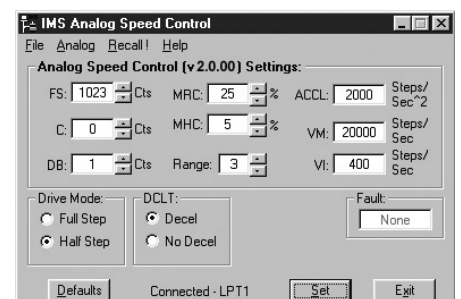 IMS Analog Speed Control
File Analog Recall! Help
Analog Speed Control (v 2.0.00) Settings:
FS: 1023 Cts MRC: 25 % ACCL: 2000 Steps/Sec^2
C: 0 Cts MHC: 5 % VM: 20000 Steps/Sec
DB: 1 Cts Range: 3 VI: 400 Steps/Sec
Drive Mode: DCLT: Fault:
Full Step Decel None
Half Step No Decel
Defaults Connected - LPT1 Set Exit